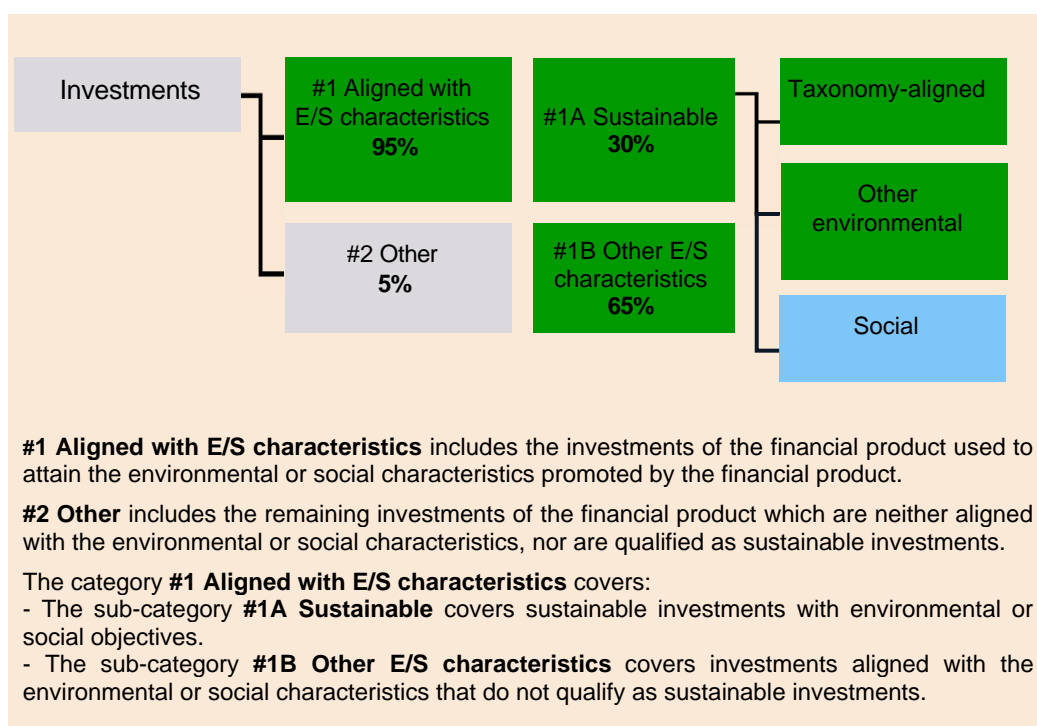 Investments
#1 Aligned with
E/S characteristics
95%
#2 Other
5%
#1A Sustainable
30%
#1B Other E/S
characteristics
65%
Taxonomy-aligned
Other
environmental
Social
#1 Aligned with E/S characteristics includes the investments of the financial product used to
attain the environmental or social characteristics promoted by the financial product.
#2 Other includes the remaining investments of the financial product which are neither aligned
with the environmental or social characteristics, nor are qualified as sustainable investments.
The category #1 Aligned with E/S characteristics covers:
- The sub-category #1A Sustainable covers sustainable investments with environmental or
social objectives.
- The sub-category #1B Other E/S characteristics covers investments aligned with the
environmental or social characteristics that do not qualify as sustainable investments.